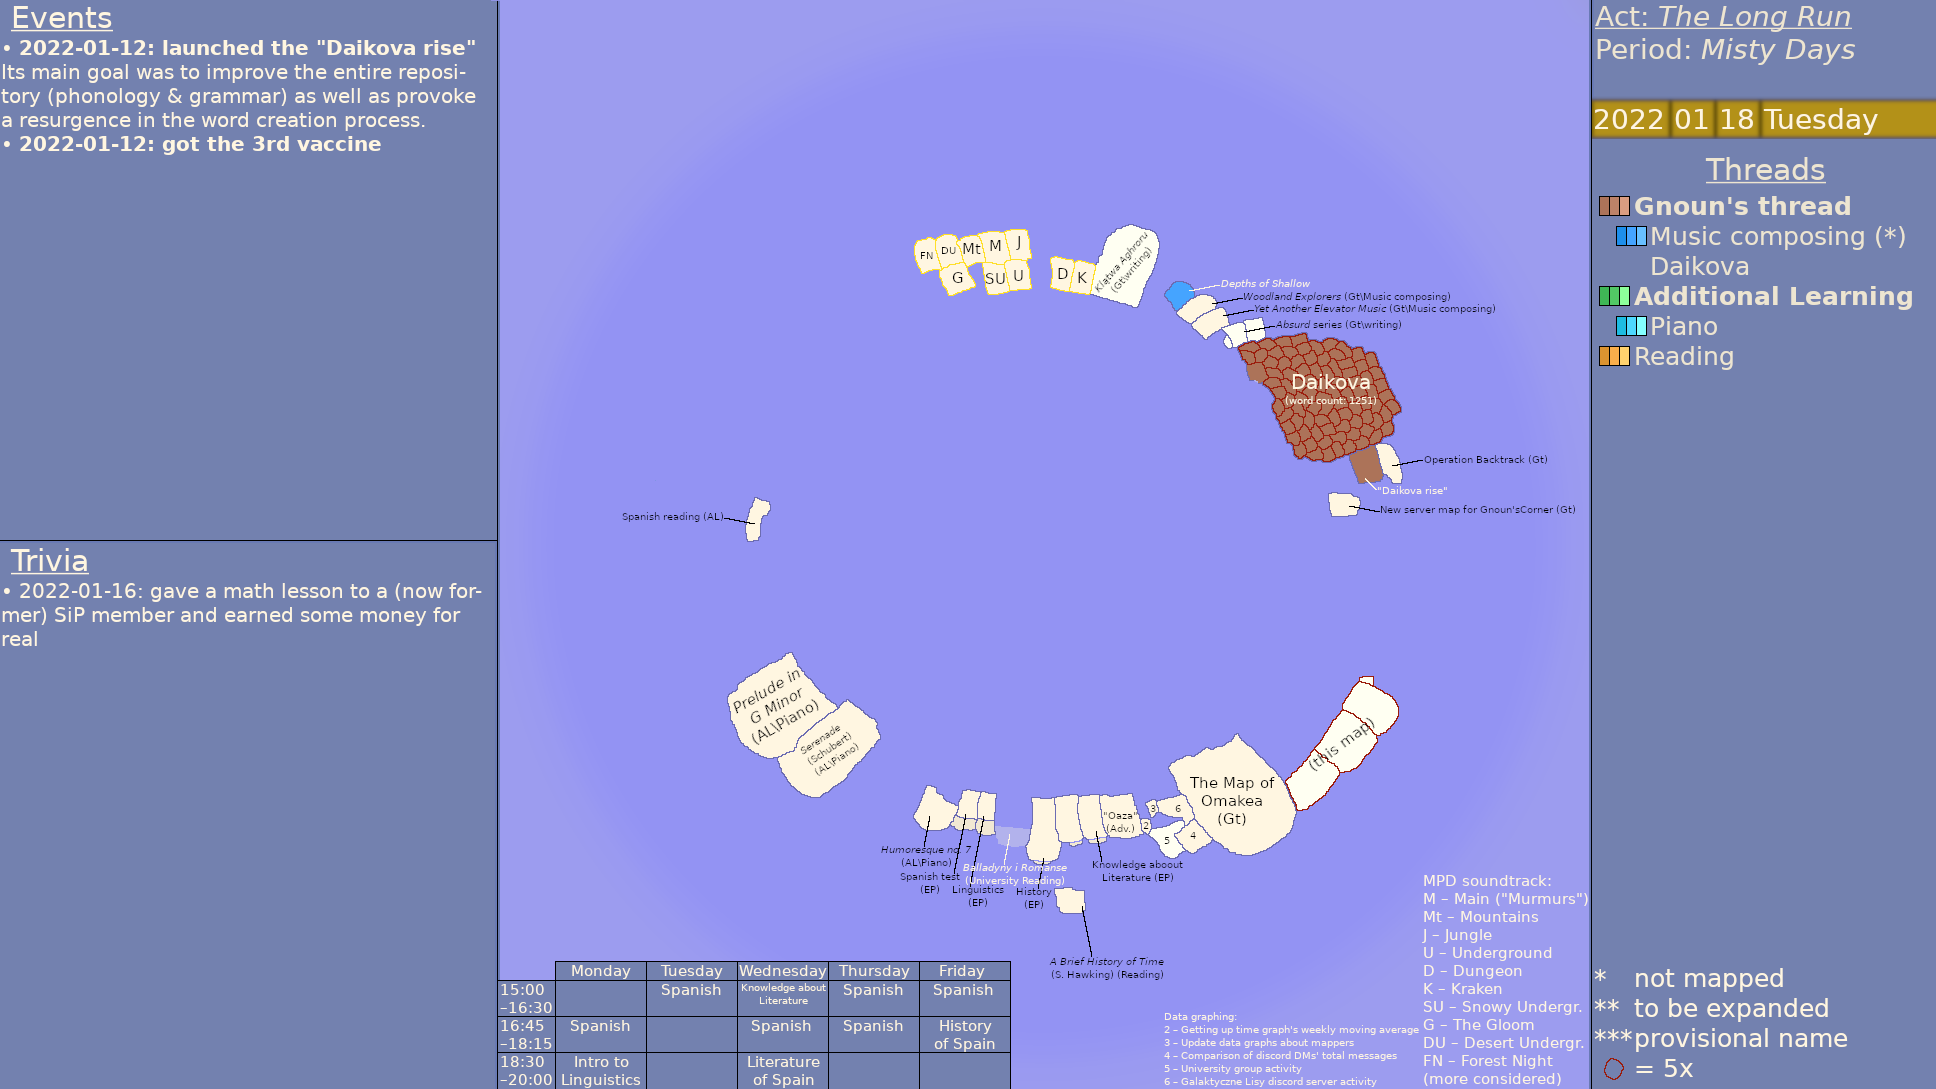 Events
• 2022-01-12: launched the "Daikova rise"
Its main goal was to improve the entire reposi-
tory (phonology & grammar) as well as provoke
a resurgence in the word creation process.
• 2022-01-12: got the 3rd vaccine
Trivia
• 2022-01-16: gave a math lesson to a (now for-
mer) SiP member and earned some money for
real
FN
DU
Mt
M
J
G
SU
U
D
K
Klątwa Aghroru
(Gt\writing)
Depths of Shallow
Woodland Explorers (Gt\Music composing)
Yet Another Elevator Music (Gt\Music composing)
Absurd series (Gt\writing)
Daikova
(word count: 1251)
Operation Backtrack (Gt)
"Daikova rise"
New server map for Gnoun'sCorner (Gt)
Spanish reading (AL)
Prelude in
G Minor
(AL\Piano)
Serenade
(Schubert)
(AL\Piano)
(this map)
The Map of
Omakea
(Gt)
"Oaza"
(Adv.)
3
6
2
5
4
Humoresque no. 7
(AL\Piano)
Spanish test
(EP)
Linguistics
(EP)
Balladyny i Romanse
(University Reading)
History
(EP)
Knowledge aboout
Literature (EP)
A Brief History of Time
(S. Hawking) (Reading)
Monday Tuesday Wednesday Thursday Friday
15:00
–16:30
Spanish
Knowledge about
Literature
Spanish
Spanish
16:45
–18:15
Spanish
Spanish
Spanish
History
of Spain
18:30
–20:00
Intro to
Linguistics
Literature
of Spain
Data graphing:
2 – Getting up time graph's weekly moving average
3 – Update data graphs about mappers
4 – Comparison of discord DMs' total messages
5 – University group activity
6 – Galaktyczne Lisy discord server activity
MPD soundtrack:
M – Main ("Murmurs")
Mt – Mountains
J – Jungle
U – Underground
D – Dungeon
K – Kraken
SU – Snowy Undergr.
G – The Gloom
DU – Desert Undergr.
FN – Forest Night
(more considered)
Act: The Long Run
Period: Misty Days
2022 01 18 Tuesday
Threads
Gnoun's thread
Music composing (*)
Daikova
Additional Learning
Piano
Reading
* not mapped
** to be expanded
*** provisional name
= 5x